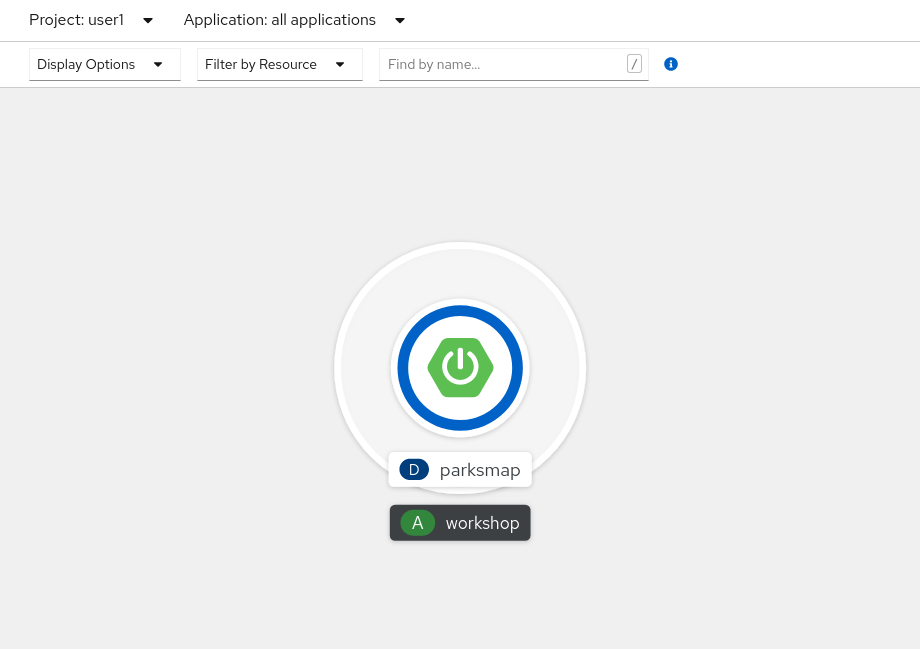 Project: user1 Application: all applications
Display Options Filter by Resource Find by name... /
D parksmap
A workshop